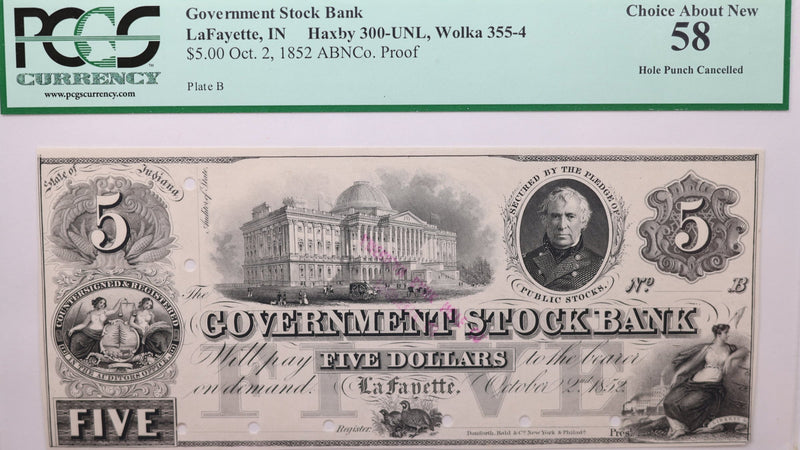 PCGS
CURRENCY
www.pcgscurrency.com
Government Stock Bank
LaFayette, IN Haxby 300-UNL, Wolka 355-4
$5.00 Oct. 2, 1852 ABNCo. Proof
Plate B
Choice About New
58
Hole Punch Cancelled
State of Indiana.
5
Auditor of State.
SECURED BY THE PLEDGE OF
PUBLIC STOCKS.
5
No B
COUNTERSIGNED & REGISTERED
The
GOVERNMENT STOCK BANK
FIVE
Will pay FIVE DOLLARS to the bearer
on demand. LaFayette, October 2nd 1852
FIVE
Register. Danforth, Bald & Co. New York & Philada. Pres